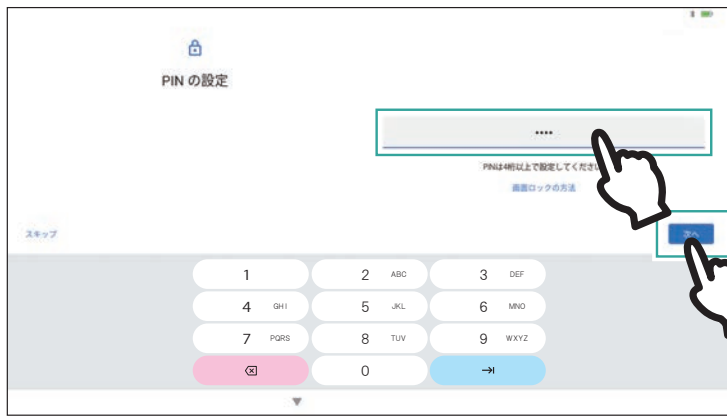 PIN の設定
••••
PINは4桁以上で設定してくださ
画面ロックの方法
スキップ
次へ
1
2 ABC
3 DEF
4 GHI
5 JKL
6 MNO
7 PQRS
8 TUV
9 WXYZ
0